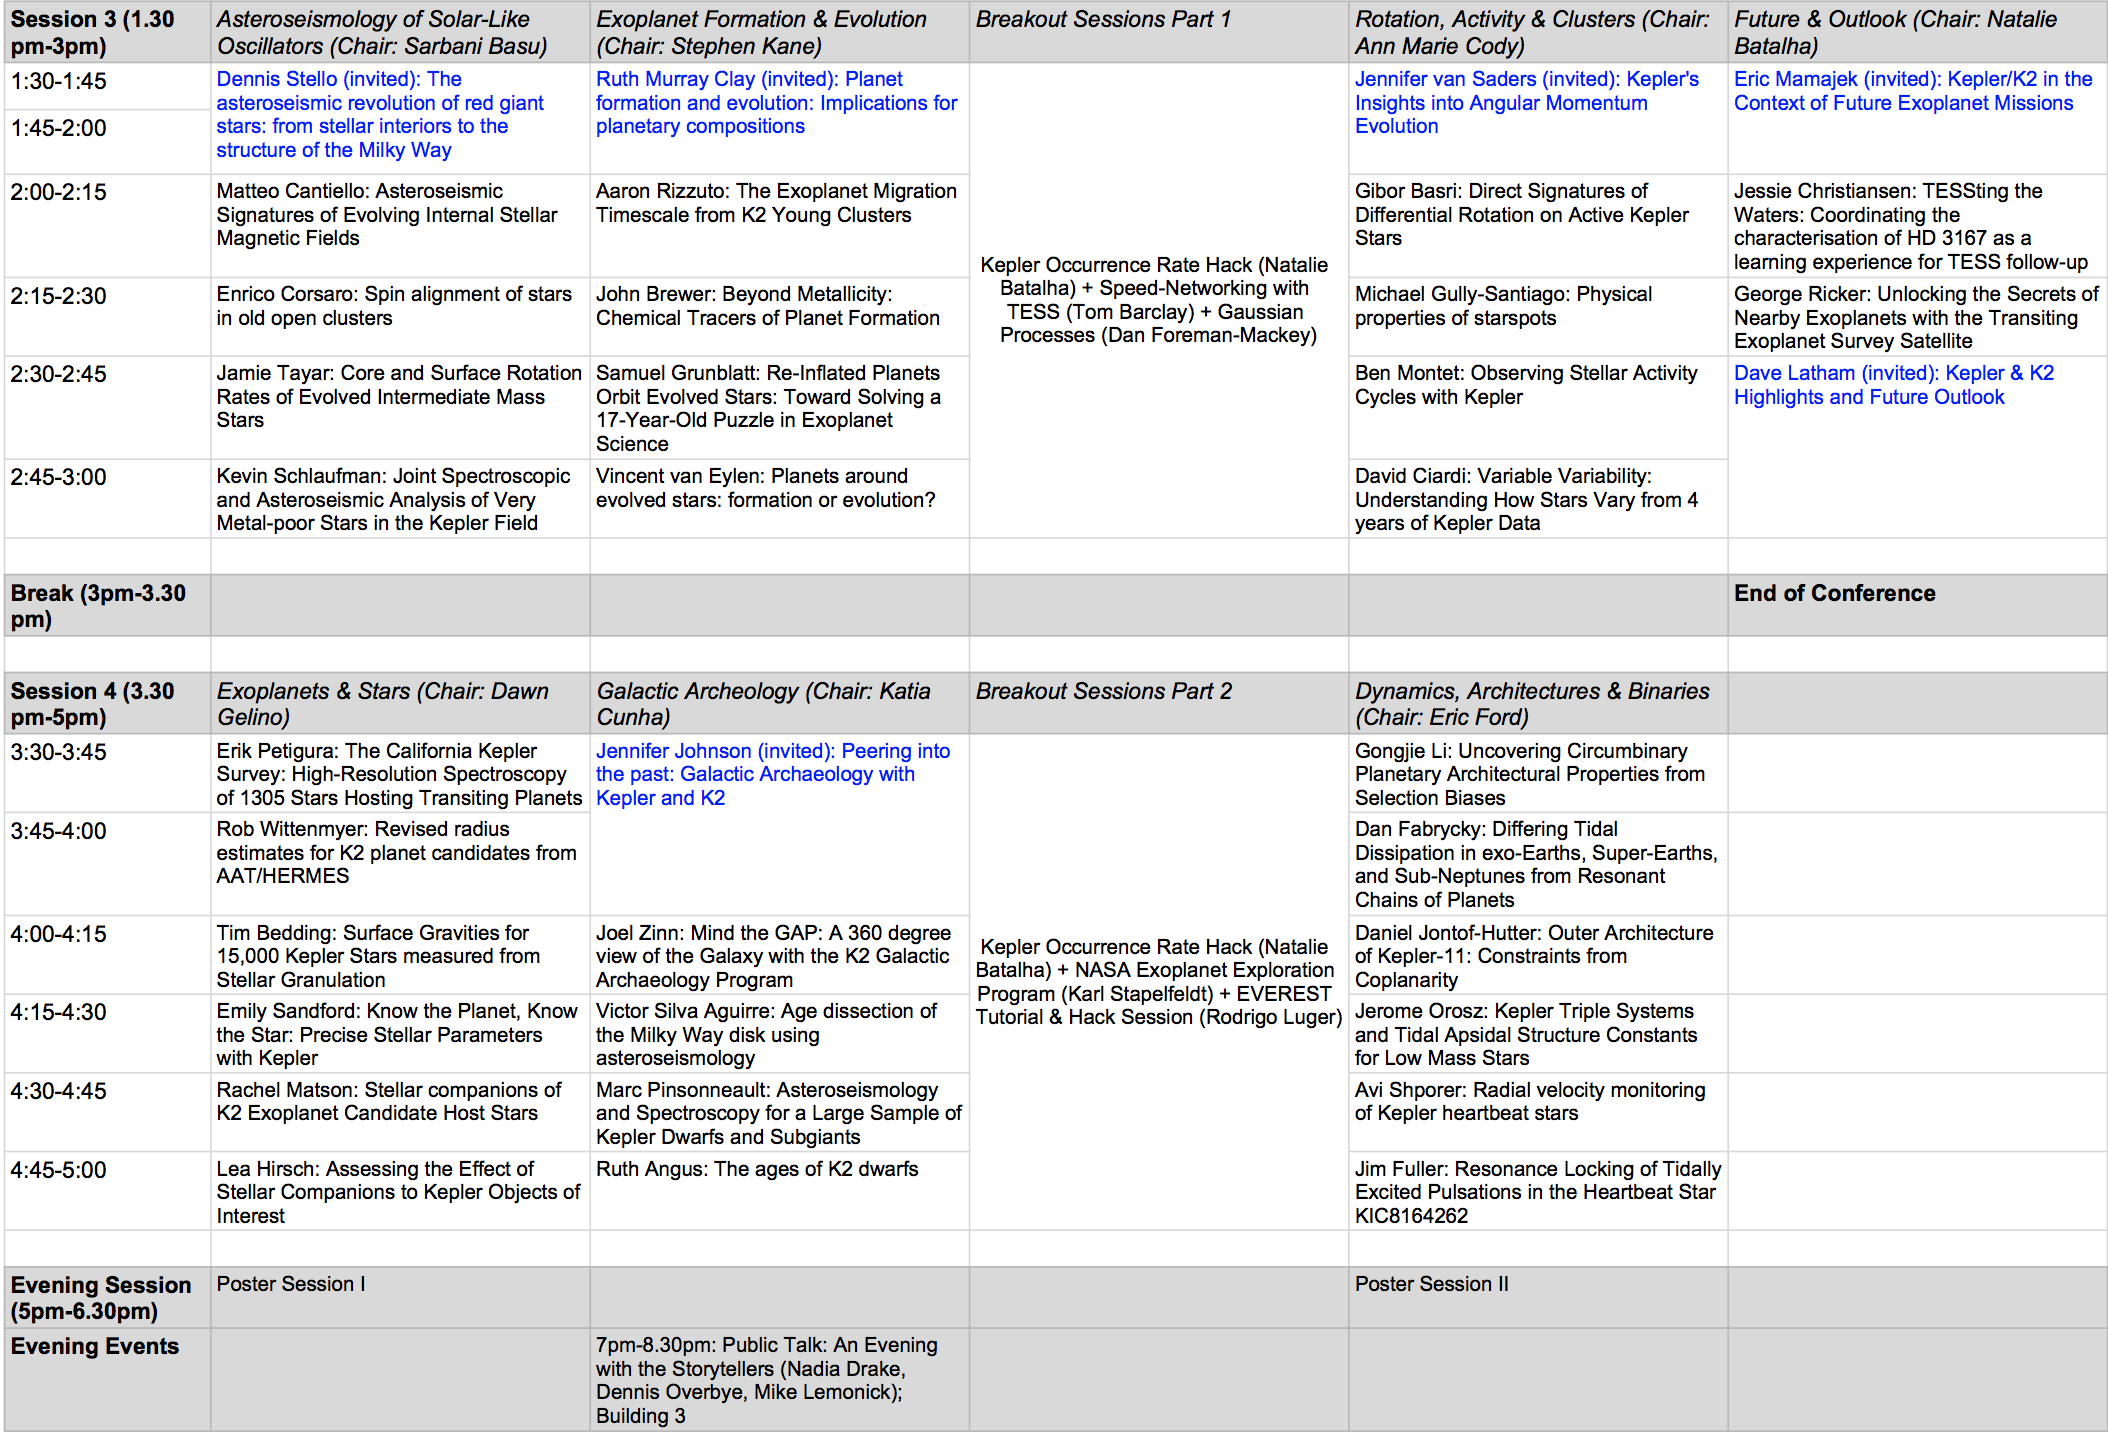 Session 3 (1.30
pm-3pm)
Asteroseismology of Solar-Like
Oscillators (Chair: Sarbani Basu)
Exoplanet Formation & Evolution
(Chair: Stephen Kane)
Breakout Sessions Part 1
Rotation, Activity & Clusters (Chair:
Ann Marie Cody)
Future & Outlook (Chair: Natalie
Batalha)
1:30-1:45
1:45-2:00
Dennis Stello (invited): The
asteroseismic revolution of red giant
stars: from stellar interiors to the
structure of the Milky Way
Ruth Murray Clay (invited): Planet
formation and evolution: Implications for
planetary compositions
Kepler Occurrence Rate Hack (Natalie
Batalha) + Speed-Networking with
TESS (Tom Barclay) + Gaussian
Processes (Dan Foreman-Mackey)
Jennifer van Saders (invited): Kepler's
Insights into Angular Momentum
Evolution
Eric Mamajek (invited): Kepler/K2 in the
Context of Future Exoplanet Missions
2:00-2:15
Matteo Cantiello: Asteroseismic
Signatures of Evolving Internal Stellar
Magnetic Fields
Aaron Rizzuto: The Exoplanet Migration
Timescale from K2 Young Clusters
Gibor Basri: Direct Signatures of
Differential Rotation on Active Kepler
Stars
Jessie Christiansen: TESSting the
Waters: Coordinating the
characterisation of HD 3167 as a
learning experience for TESS follow-up
2:15-2:30
Enrico Corsaro: Spin alignment of stars
in old open clusters
John Brewer: Beyond Metallicity:
Chemical Tracers of Planet Formation
Michael Gully-Santiago: Physical
properties of starspots
George Ricker: Unlocking the Secrets of
Nearby Exoplanets with the Transiting
Exoplanet Survey Satellite
2:30-2:45
Jamie Tayar: Core and Surface Rotation
Rates of Evolved Intermediate Mass
Stars
Samuel Grunblatt: Re-Inflated Planets
Orbit Evolved Stars: Toward Solving a
17-Year-Old Puzzle in Exoplanet
Science
Ben Montet: Observing Stellar Activity
Cycles with Kepler
Dave Latham (invited): Kepler & K2
Highlights and Future Outlook
2:45-3:00
Kevin Schlaufman: Joint Spectroscopic
and Asteroseismic Analysis of Very
Metal-poor Stars in the Kepler Field
Vincent van Eylen: Planets around
evolved stars: formation or evolution?
David Ciardi: Variable Variability:
Understanding How Stars Vary from 4
years of Kepler Data
Break (3pm-3.30
pm)
End of Conference
Session 4 (3.30
pm-5pm)
Exoplanets & Stars (Chair: Dawn
Gelino)
Galactic Archeology (Chair: Katia
Cunha)
Breakout Sessions Part 2
Dynamics, Architectures & Binaries
(Chair: Eric Ford)
3:30-3:45
Erik Petigura: The California Kepler
Survey: High-Resolution Spectroscopy
of 1305 Stars Hosting Transiting Planets
Jennifer Johnson (invited): Peering into
the past: Galactic Archaeology with
Kepler and K2
Kepler Occurrence Rate Hack (Natalie
Batalha) + NASA Exoplanet Exploration
Program (Karl Stapelfeldt) + EVEREST
Tutorial & Hack Session (Rodrigo Luger)
Gongjie Li: Uncovering Circumbinary
Planetary Architectural Properties from
Selection Biases
3:45-4:00
Rob Wittenmyer: Revised radius
estimates for K2 planet candidates from
AAT/HERMES
Dan Fabrycky: Differing Tidal
Dissipation in exo-Earths, Super-Earths,
and Sub-Neptunes from Resonant
Chains of Planets
4:00-4:15
Tim Bedding: Surface Gravities for
15,000 Kepler Stars measured from
Stellar Granulation
Joel Zinn: Mind the GAP: A 360 degree
view of the Galaxy with the K2 Galactic
Archaeology Program
Daniel Jontof-Hutter: Outer Architecture
of Kepler-11: Constraints from
Coplanarity
4:15-4:30
Emily Sandford: Know the Planet, Know
the Star: Precise Stellar Parameters
with Kepler
Victor Silva Aguirre: Age dissection of
the Milky Way disk using
asteroseismology
Jerome Orosz: Kepler Triple Systems
and Tidal Apsidal Structure Constants
for Low Mass Stars
4:30-4:45
Rachel Matson: Stellar companions of
K2 Exoplanet Candidate Host Stars
Marc Pinsonneault: Asteroseismology
and Spectroscopy for a Large Sample of
Kepler Dwarfs and Subgiants
Avi Shporer: Radial velocity monitoring
of Kepler heartbeat stars
4:45-5:00
Lea Hirsch: Assessing the Effect of
Stellar Companions to Kepler Objects of
Interest
Ruth Angus: The ages of K2 dwarfs
Jim Fuller: Resonance Locking of Tidally
Excited Pulsations in the Heartbeat Star
KIC8164262
Evening Session
(5pm-6.30pm)
Poster Session I
Poster Session II
Evening Events
7pm-8.30pm: Public Talk: An Evening
with the Storytellers (Nadia Drake,
Dennis Overbye, Mike Lemonick);
Building 3